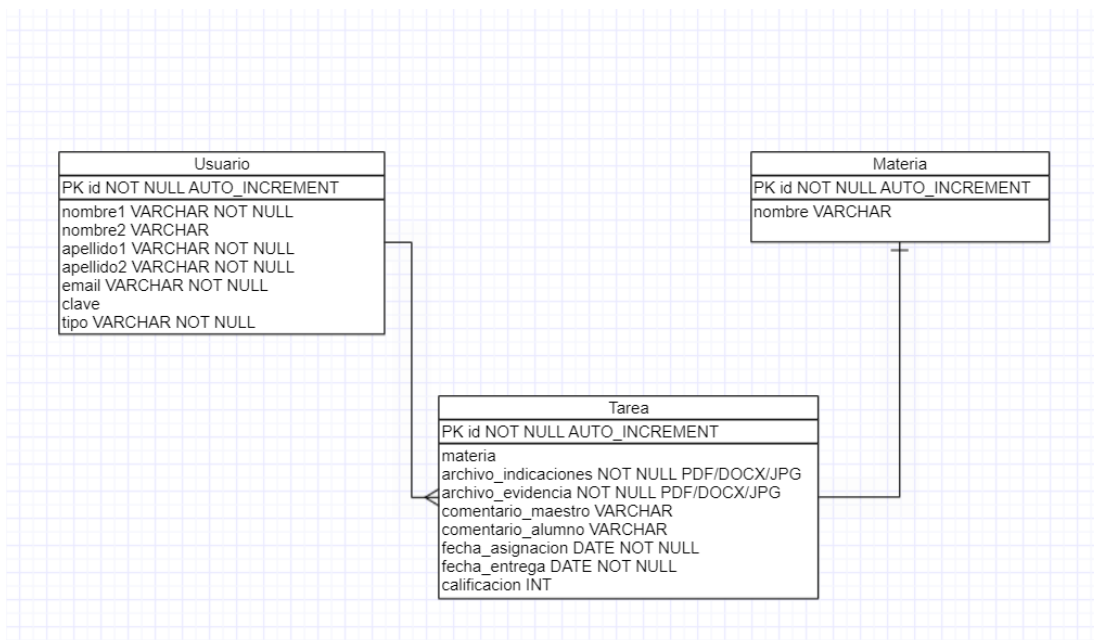 Usuario
PK id NOT NULL AUTO_INCREMENT
nombre1 VARCHAR NOT NULL
nombre2 VARCHAR
apellido1 VARCHAR NOT NULL
apellido2 VARCHAR NOT NULL
email VARCHAR NOT NULL
clave
tipo VARCHAR NOT NULL
Materia
PK id NOT NULL AUTO_INCREMENT
nombre VARCHAR
Tarea
PK id NOT NULL AUTO_INCREMENT
materia
archivo_indicaciones NOT NULL PDF/DOCX/JPG
archivo_evidencia NOT NULL PDF/DOCX/JPG
comentario_maestro VARCHAR
comentario_alumno VARCHAR
fecha_asignacion DATE NOT NULL
fecha_entrega DATE NOT NULL
calificacion INT